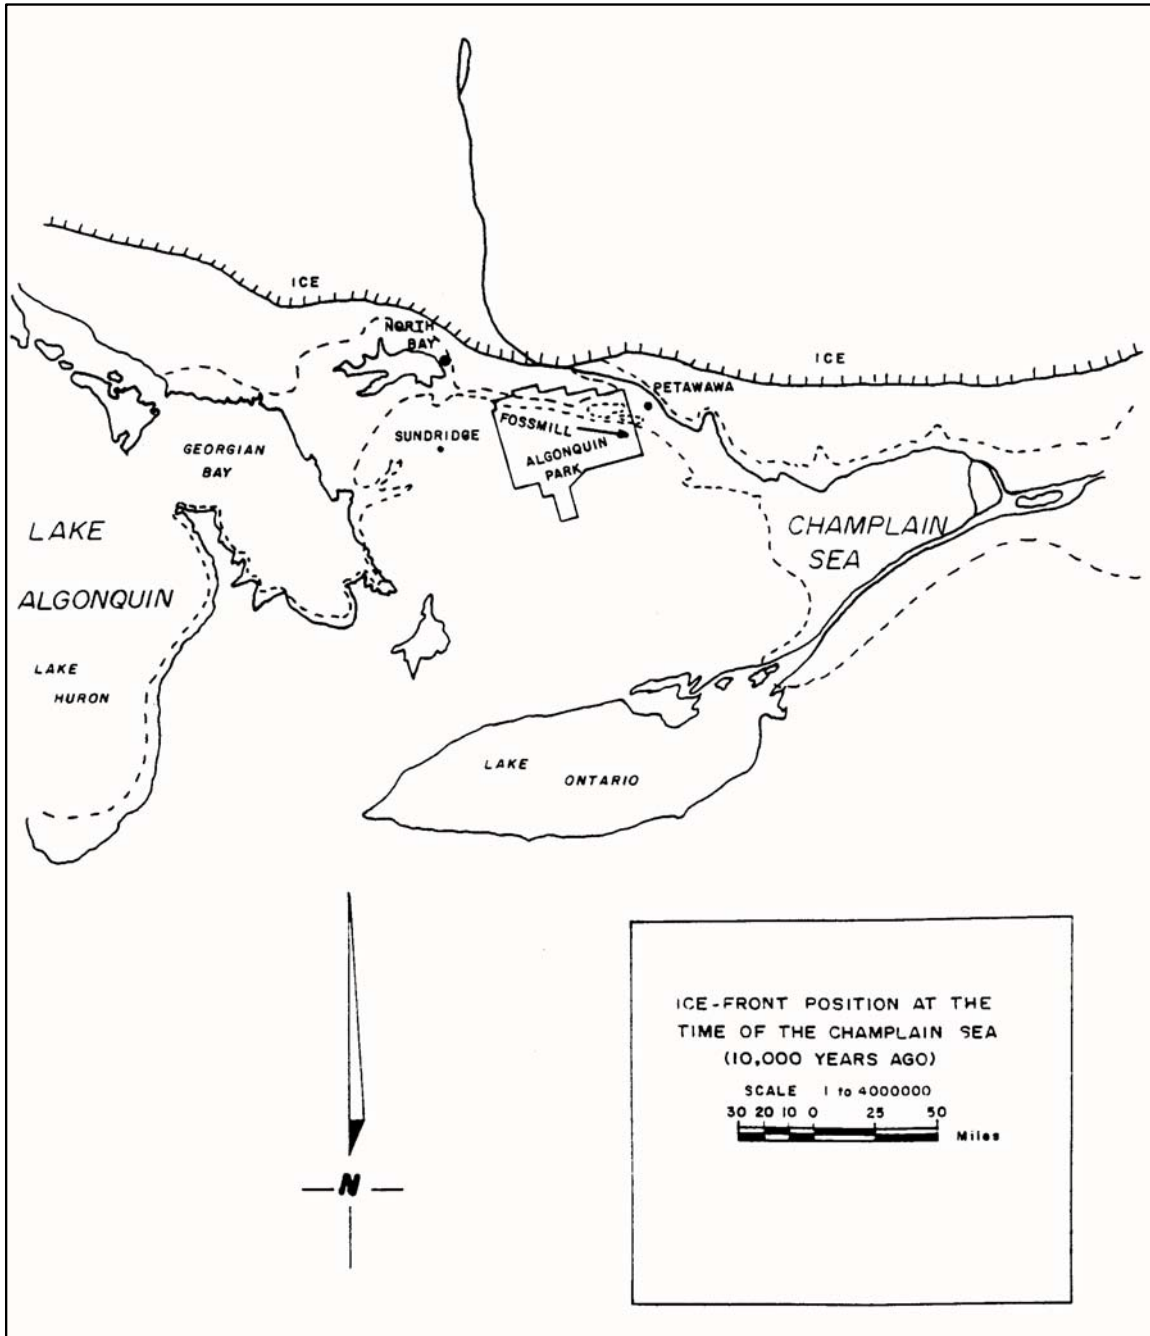 ICE
NORTH
BAY
ICE
PETAWAWA
FOSSMILL
SUNDRIDGE
ALGONQUIN
PARK
GEORGIAN
BAY
LAKE
ALGONQUIN
CHAMPLAIN
SEA
LAKE
HURON
LAKE
ONTARIO
ICE-FRONT POSITION AT THE
TIME OF THE CHAMPLAIN SEA
(10,000 YEARS AGO)
SCALE 1 to 4000000
30 20 10 0 25 50
Miles
N